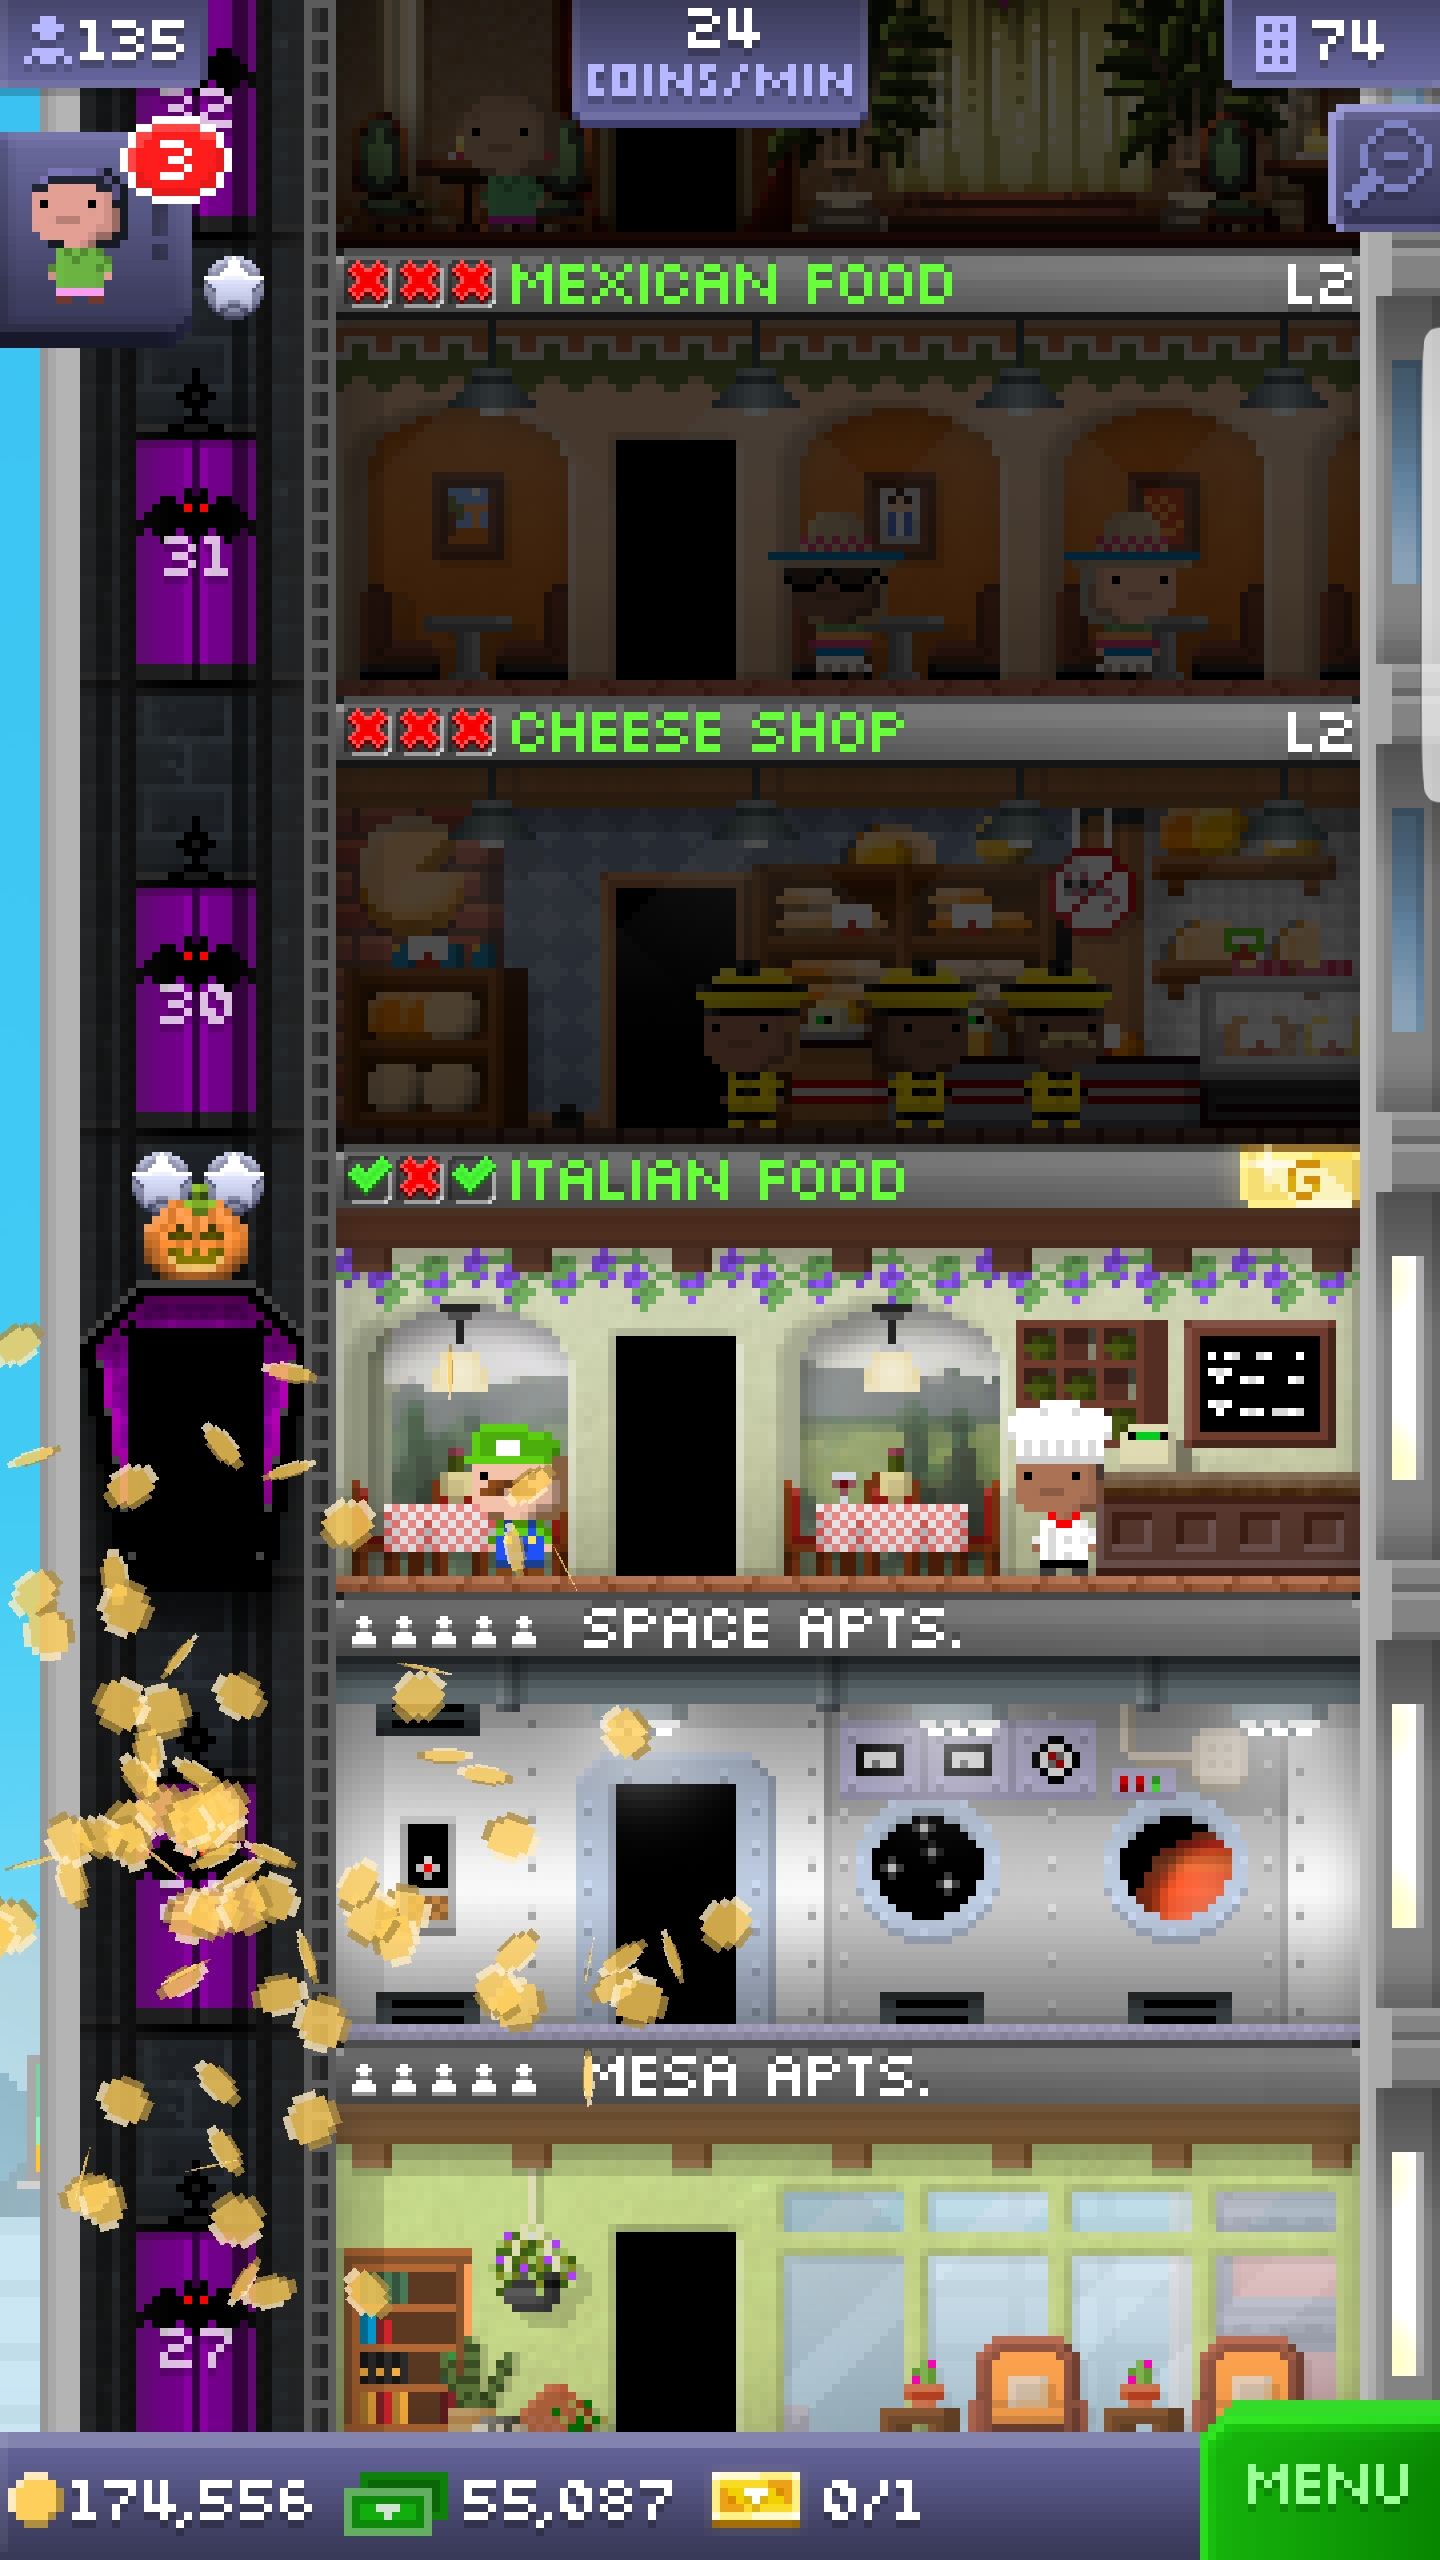 135
24
COINS/MIN
74
3
MEXICAN FOOD L2
31
CHEESE SHOP L2
30
ITALIAN FOOD G
SPACE APTS.
MESA APTS.
27
174,556 55,087 0/1
MENU